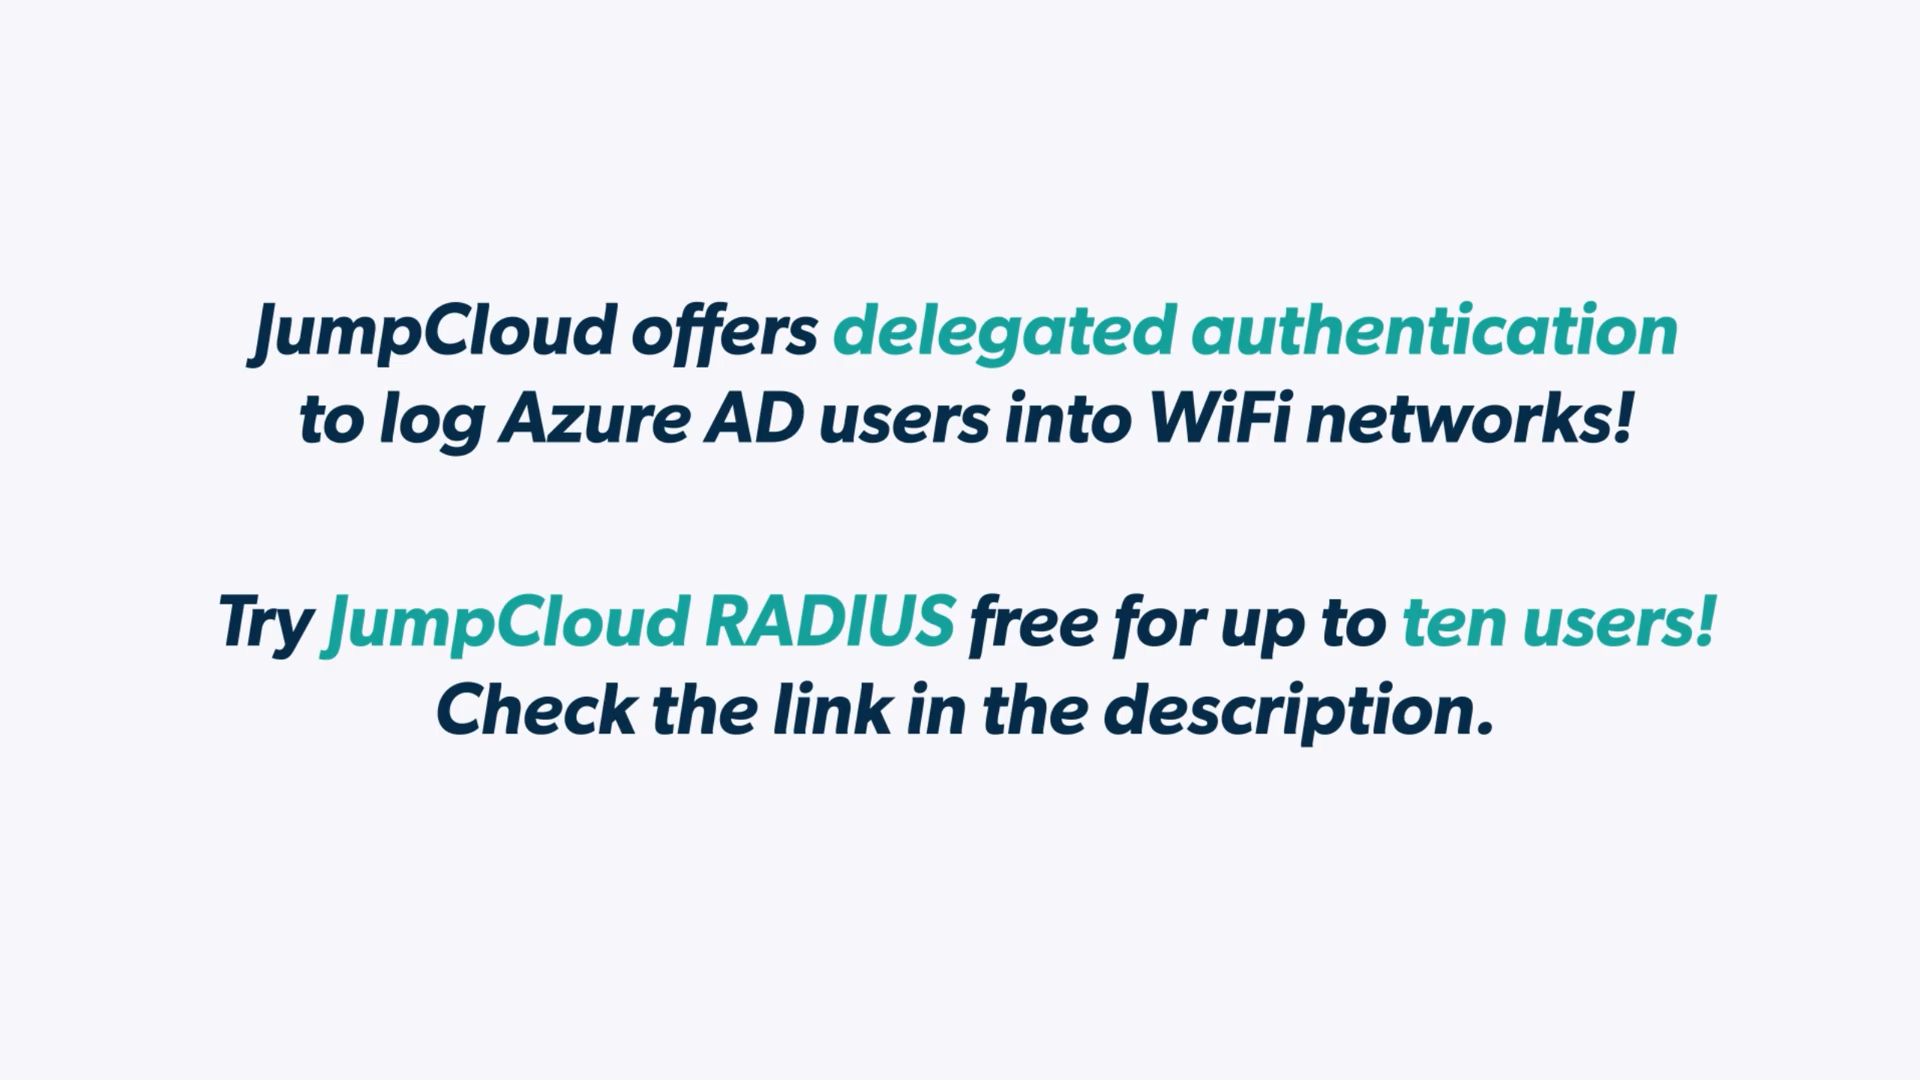 JumpCloud offers delegated authentication
to log Azure AD users into WiFi networks!
Try JumpCloud RADIUS free for up to ten users!
Check the link in the description.